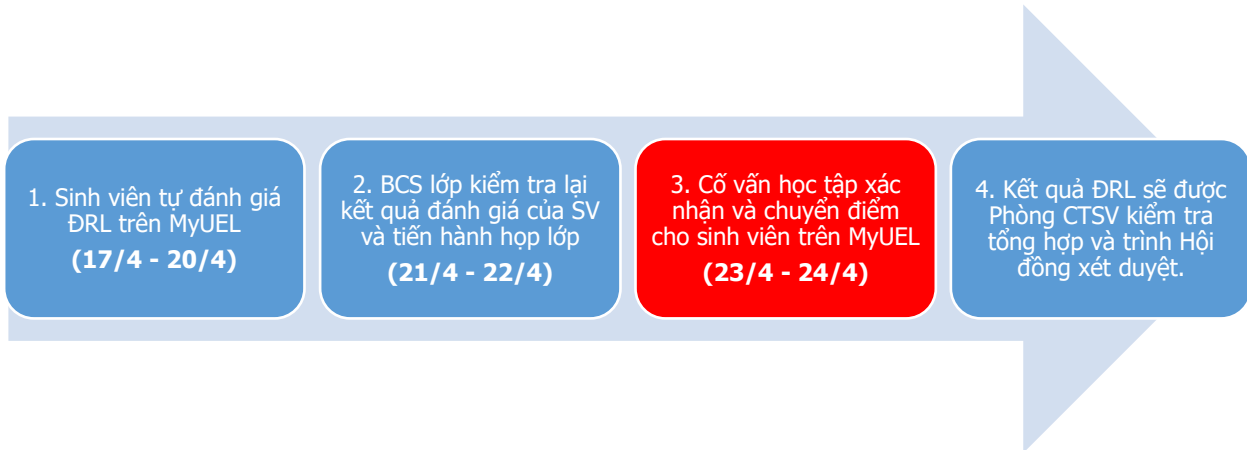 1. Sinh viên tự đánh giá
ĐRL trên MyUEL
(17/4 - 20/4)
2. BCS lớp kiểm tra lại
kết quả đánh giá của SV
và tiến hành họp lớp
(21/4 - 22/4)
3. Cố vấn học tập xác
nhận và chuyển điểm
cho sinh viên trên MyUEL
(23/4 - 24/4)
4. Kết quả ĐRL sẽ được
Phòng CTSV kiểm tra
tổng hợp và trình Hội
đồng xét duyệt.